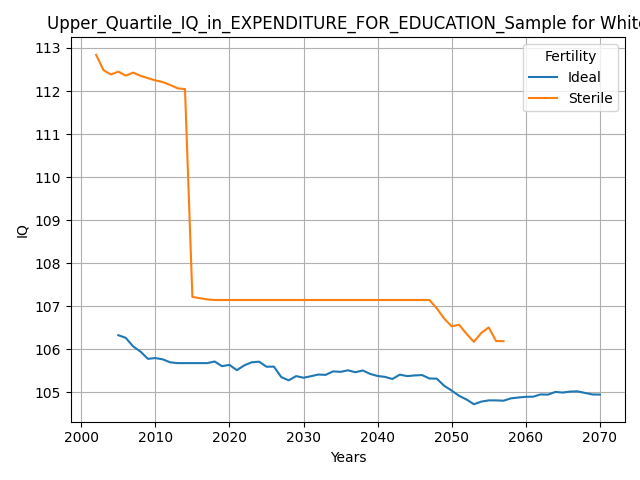 Upper_Quartile_IQ_in_EXPENDITURE_FOR_EDUCATION_Sample for White
Fertility
Ideal
Sterile
113
112
111
110
109
108
107
106
105
IQ
2000 2010 2020 2030 2040 2050 2060 2070
Years